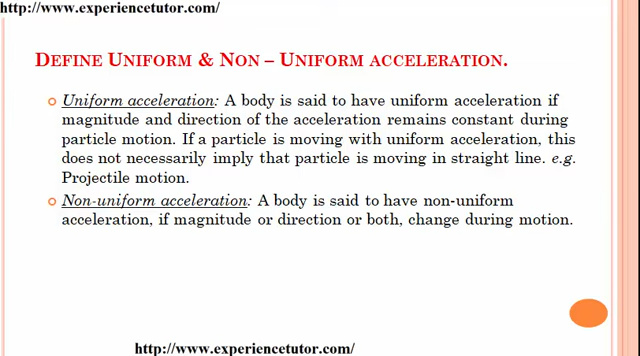 http://www.experiencetutor.com/
DEFINE UNIFORM & NON – UNIFORM ACCELERATION.
Uniform acceleration: A body is said to have uniform acceleration if
magnitude and direction of the acceleration remains constant during
particle motion. If a particle is moving with uniform acceleration, this
does not necessarily imply that particle is moving in straight line. e.g.
Projectile motion.
Non-uniform acceleration: A body is said to have non-uniform
acceleration, if magnitude or direction or both, change during motion.
http://www.experiencetutor.com/